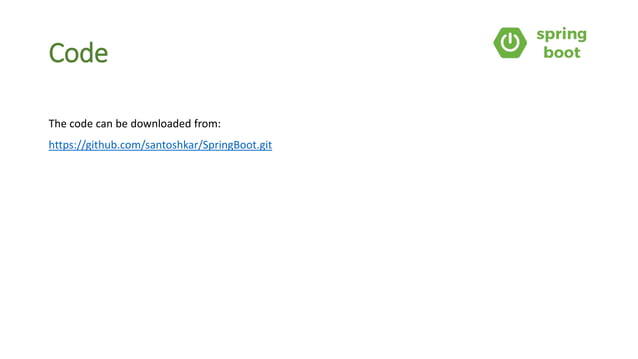 Code
spring
boot
The code can be downloaded from:
https://github.com/santoshkar/SpringBoot.git